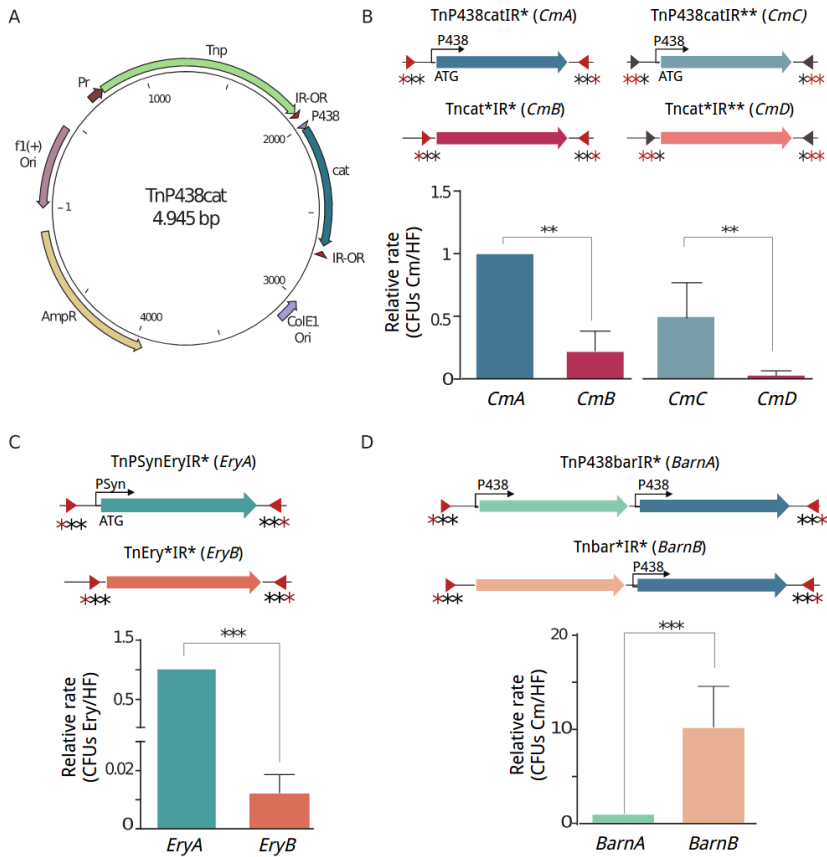 A
Tnp
Pr
1000
IR-OR
P438
2000
f1(+)
Ori
cat
TnP438cat
4.945 bp
1
IR-OR
3000
AmpR
4000
ColE1
Ori
B
TnP438catIR* (CmA)
P438
ATG
***
***
TnP438catIR** (CmC)
P438
ATG
***
***
Tncat*IR* (CmB)
***
***
Tncat*IR** (CmD)
***
***
Relative rate
(CFUs Cm/HF)
1.5
1
0.5
0
**
**
CmA
CmB
CmC
CmD
C
TnPSynEryIR* (EryA)
PSyn
ATG
***
***
TnEry*IR* (EryB)
***
***
Relative rate
(CFUs Ery/HF)
1.5
0.5
0.02
0
***
EryA
EryB
D
TnP438barIR* (BarnA)
P438
P438
***
***
Tnbar*IR* (BarnB)
P438
***
***
Relative rate
(CFUs Cm/HF)
20
10
0
***
BarnA
BarnB